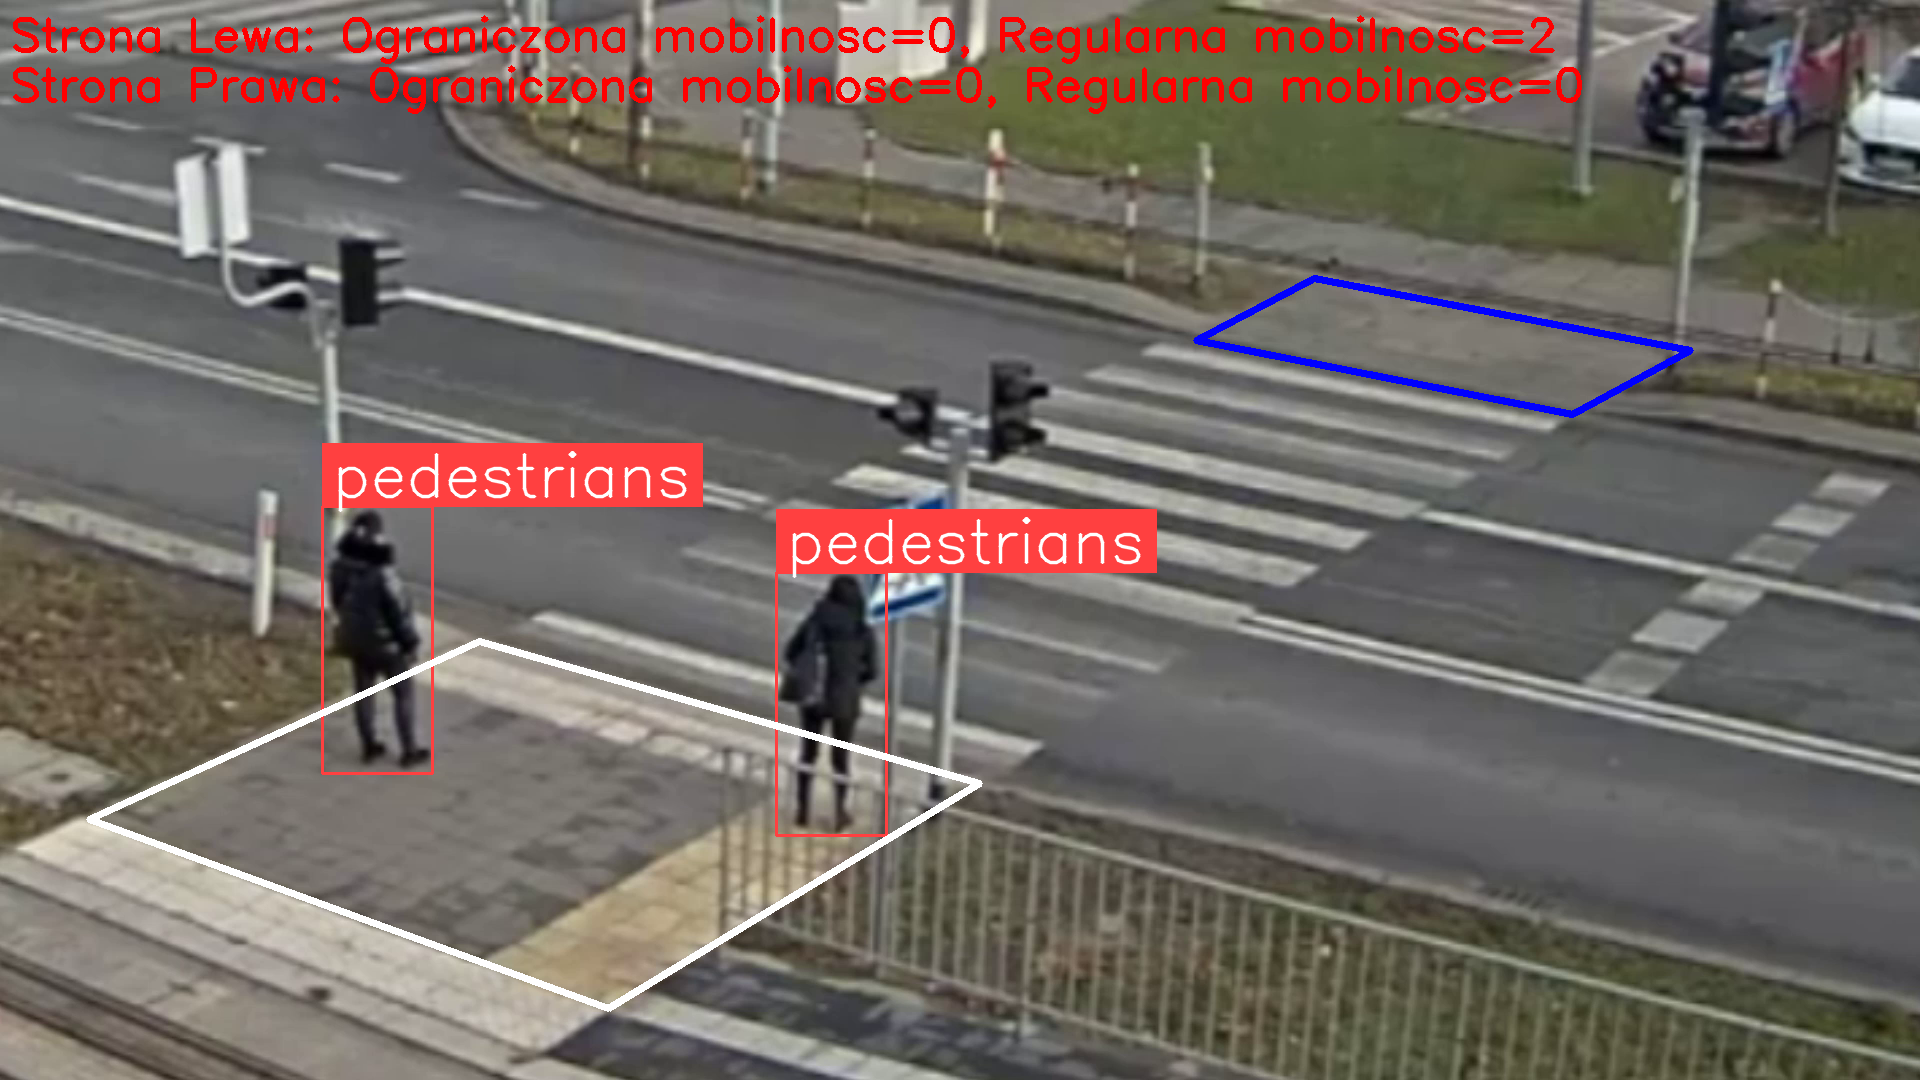 Strona Lewa: Ograniczona mobilnosc=0, Regularna mobilnosc=2
Strona Prawa: Ograniczona mobilnosc=0, Regularna mobilnosc=0
pedestrians
pedestrians